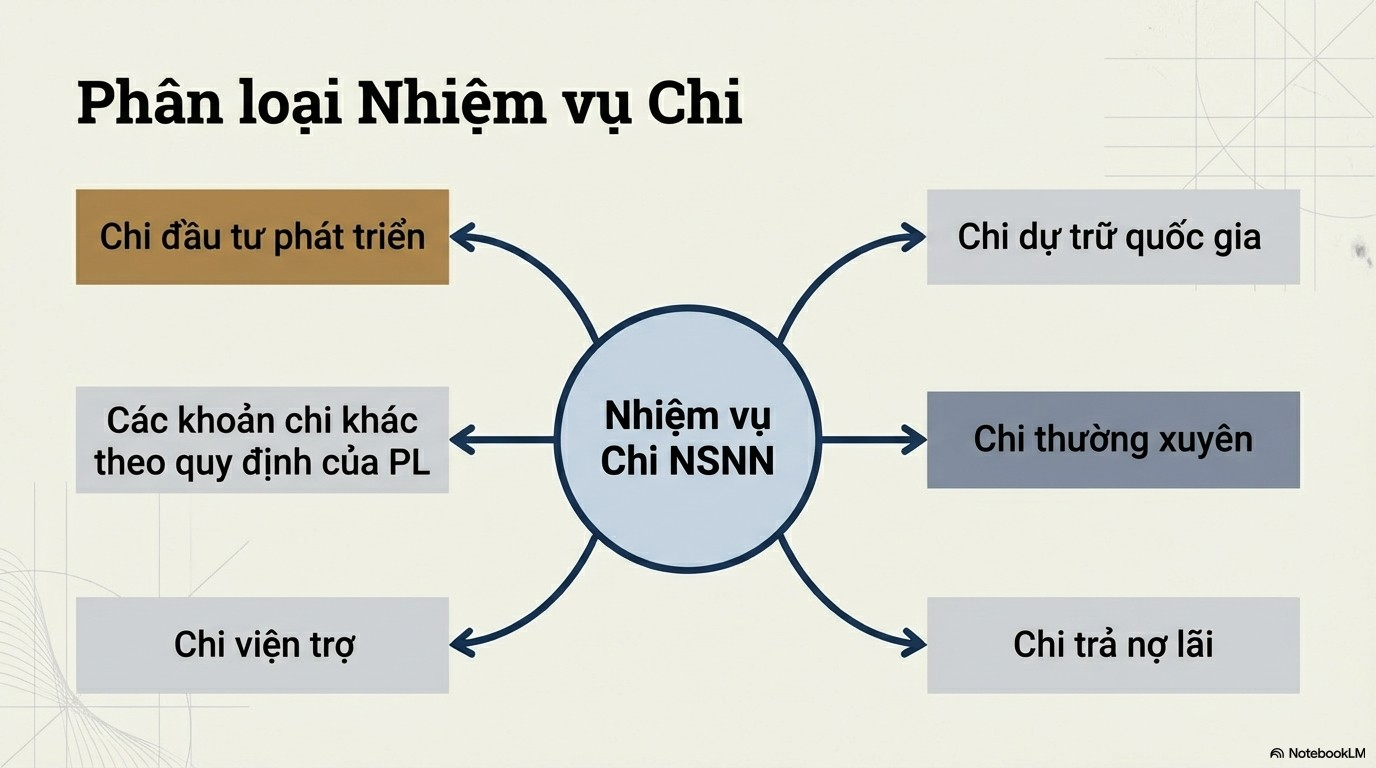 Phân loại Nhiệm vụ Chi
Chi đầu tư phát triển
Chi dự trữ quốc gia
Các khoản chi khác
theo quy định của PL
Nhiệm vụ
Chi NSNN
Chi thường xuyên
Chi viện trợ
Chi trả nợ lãi
NotebookLM